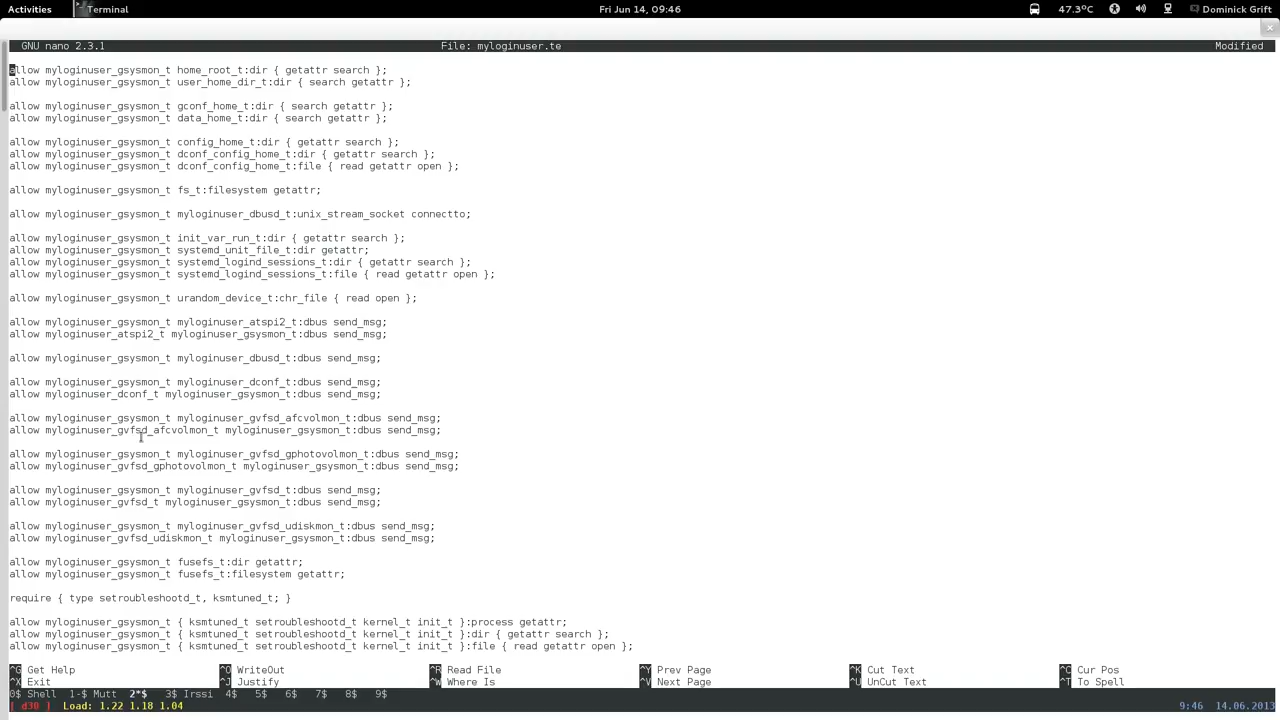 Activities Terminal Fri Jun 14, 09:46 47.3°C Dominick Grift
GNU nano 2.3.1 File: myloginuser.te Modified
allow myloginuser_gsysmon_t home_root_t:dir { getattr search };
allow myloginuser_gsysmon_t user_home_dir_t:dir { search getattr };
allow myloginuser_gsysmon_t gconf_home_t:dir { search getattr };
allow myloginuser_gsysmon_t data_home_t:dir { search getattr };
allow myloginuser_gsysmon_t config_home_t:dir { getattr search };
allow myloginuser_gsysmon_t dconf_config_home_t:dir { getattr search };
allow myloginuser_gsysmon_t dconf_config_home_t:file { read getattr open };
allow myloginuser_gsysmon_t fs_t:filesystem getattr;
allow myloginuser_gsysmon_t myloginuser_dbusd_t:unix_stream_socket connectto;
allow myloginuser_gsysmon_t init_var_run_t:dir { getattr search };
allow myloginuser_gsysmon_t systemd_unit_file_t:dir getattr;
allow myloginuser_gsysmon_t systemd_logind_sessions_t:dir { getattr search };
allow myloginuser_gsysmon_t systemd_logind_sessions_t:file { read getattr open };
allow myloginuser_gsysmon_t urandom_device_t:chr_file { read open };
allow myloginuser_gsysmon_t myloginuser_atspi2_t:dbus send_msg;
allow myloginuser_atspi2_t myloginuser_gsysmon_t:dbus send_msg;
allow myloginuser_gsysmon_t myloginuser_dbusd_t:dbus send_msg;
allow myloginuser_gsysmon_t myloginuser_dconf_t:dbus send_msg;
allow myloginuser_dconf_t myloginuser_gsysmon_t:dbus send_msg;
allow myloginuser_gsysmon_t myloginuser_gvfsd_afcvolmon_t:dbus send_msg;
allow myloginuser_gvfsd_afcvolmon_t myloginuser_gsysmon_t:dbus send_msg;
allow myloginuser_gsysmon_t myloginuser_gvfsd_gphotovolmon_t:dbus send_msg;
allow myloginuser_gvfsd_gphotovolmon_t myloginuser_gsysmon_t:dbus send_msg;
allow myloginuser_gsysmon_t myloginuser_gvfsd_t:dbus send_msg;
allow myloginuser_gvfsd_t myloginuser_gsysmon_t:dbus send_msg;
allow myloginuser_gsysmon_t myloginuser_gvfsd_udiskmon_t:dbus send_msg;
allow myloginuser_gvfsd_udiskmon_t myloginuser_gsysmon_t:dbus send_msg;
allow myloginuser_gsysmon_t fusefs_t:dir getattr;
allow myloginuser_gsysmon_t fusefs_t:filesystem getattr;
require { type setroubleshootd_t, ksmtuned_t; }
allow myloginuser_gsysmon_t { ksmtuned_t setroubleshootd_t kernel_t init_t }:process getattr;
allow myloginuser_gsysmon_t { ksmtuned_t setroubleshootd_t kernel_t init_t }:dir { getattr search };
allow myloginuser_gsysmon_t { ksmtuned_t setroubleshootd_t kernel_t init_t }:file { read getattr open };
^G Get Help ^O WriteOut ^R Read File ^Y Prev Page ^K Cut Text ^C Cur Pos
^X Exit ^J Justify ^W Where Is ^V Next Page ^U UnCut Text ^T To Spell
0$ Shell 1-$ Mutt 2*$ 3$ Irssi 4$ 5$ 6$ 7$ 8$ 9$
[ d30 ] Load: 1.22 1.18 1.04 9:46 14.06.2013